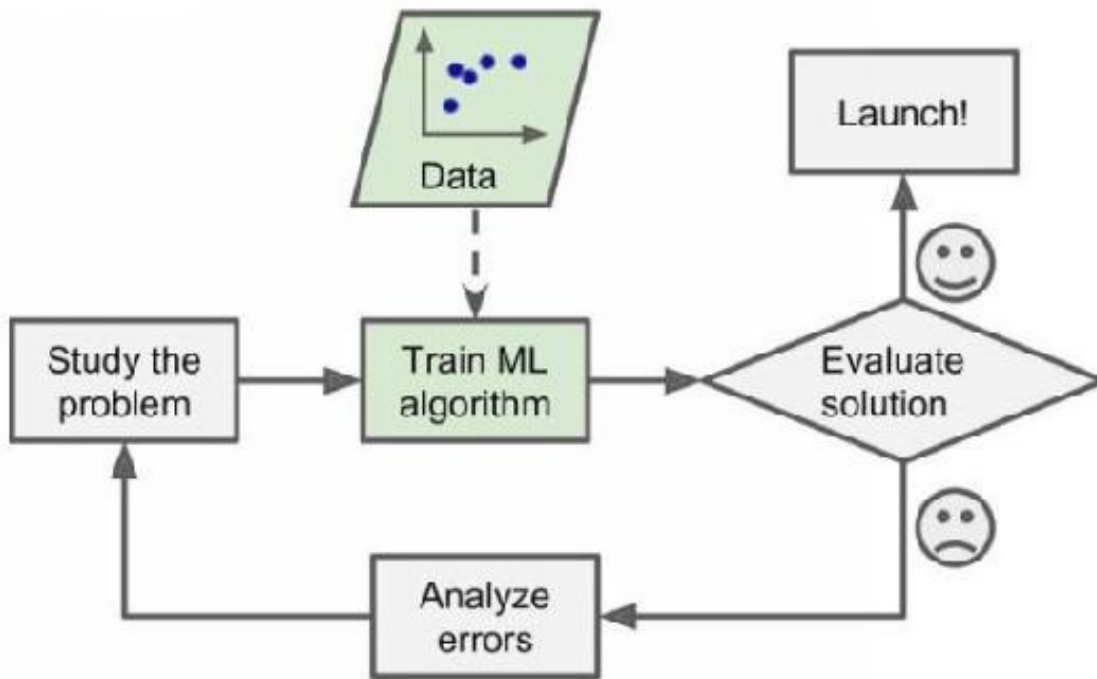 Data
Launch!
Study the
problem
Train ML
algorithm
Evaluate
solution
Analyze
errors